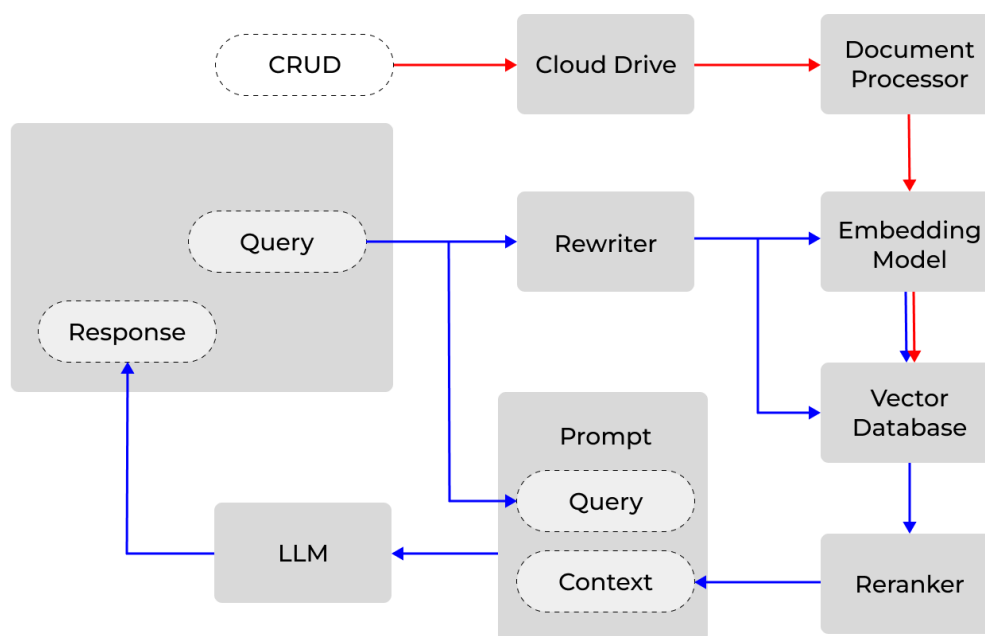 CRUD
Cloud Drive
Document
Processor
Query
Rewriter
Embedding
Model
Response
Vector
Database
Prompt
Query
LLM
Context
Reranker